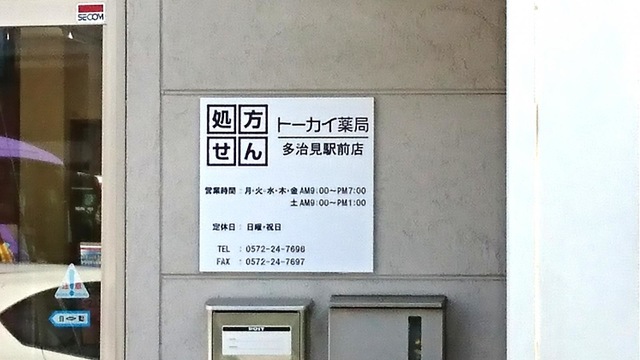 SECOM
処方
せん
トーカイ薬局
多治見駅前店
営業時間：月・火・水・木・金 AM9:00～PM7:00
土 AM9:00～PM1:00
定休日：日曜・祝日
TEL：0572-24-7696
FAX：0572-24-7697
POST